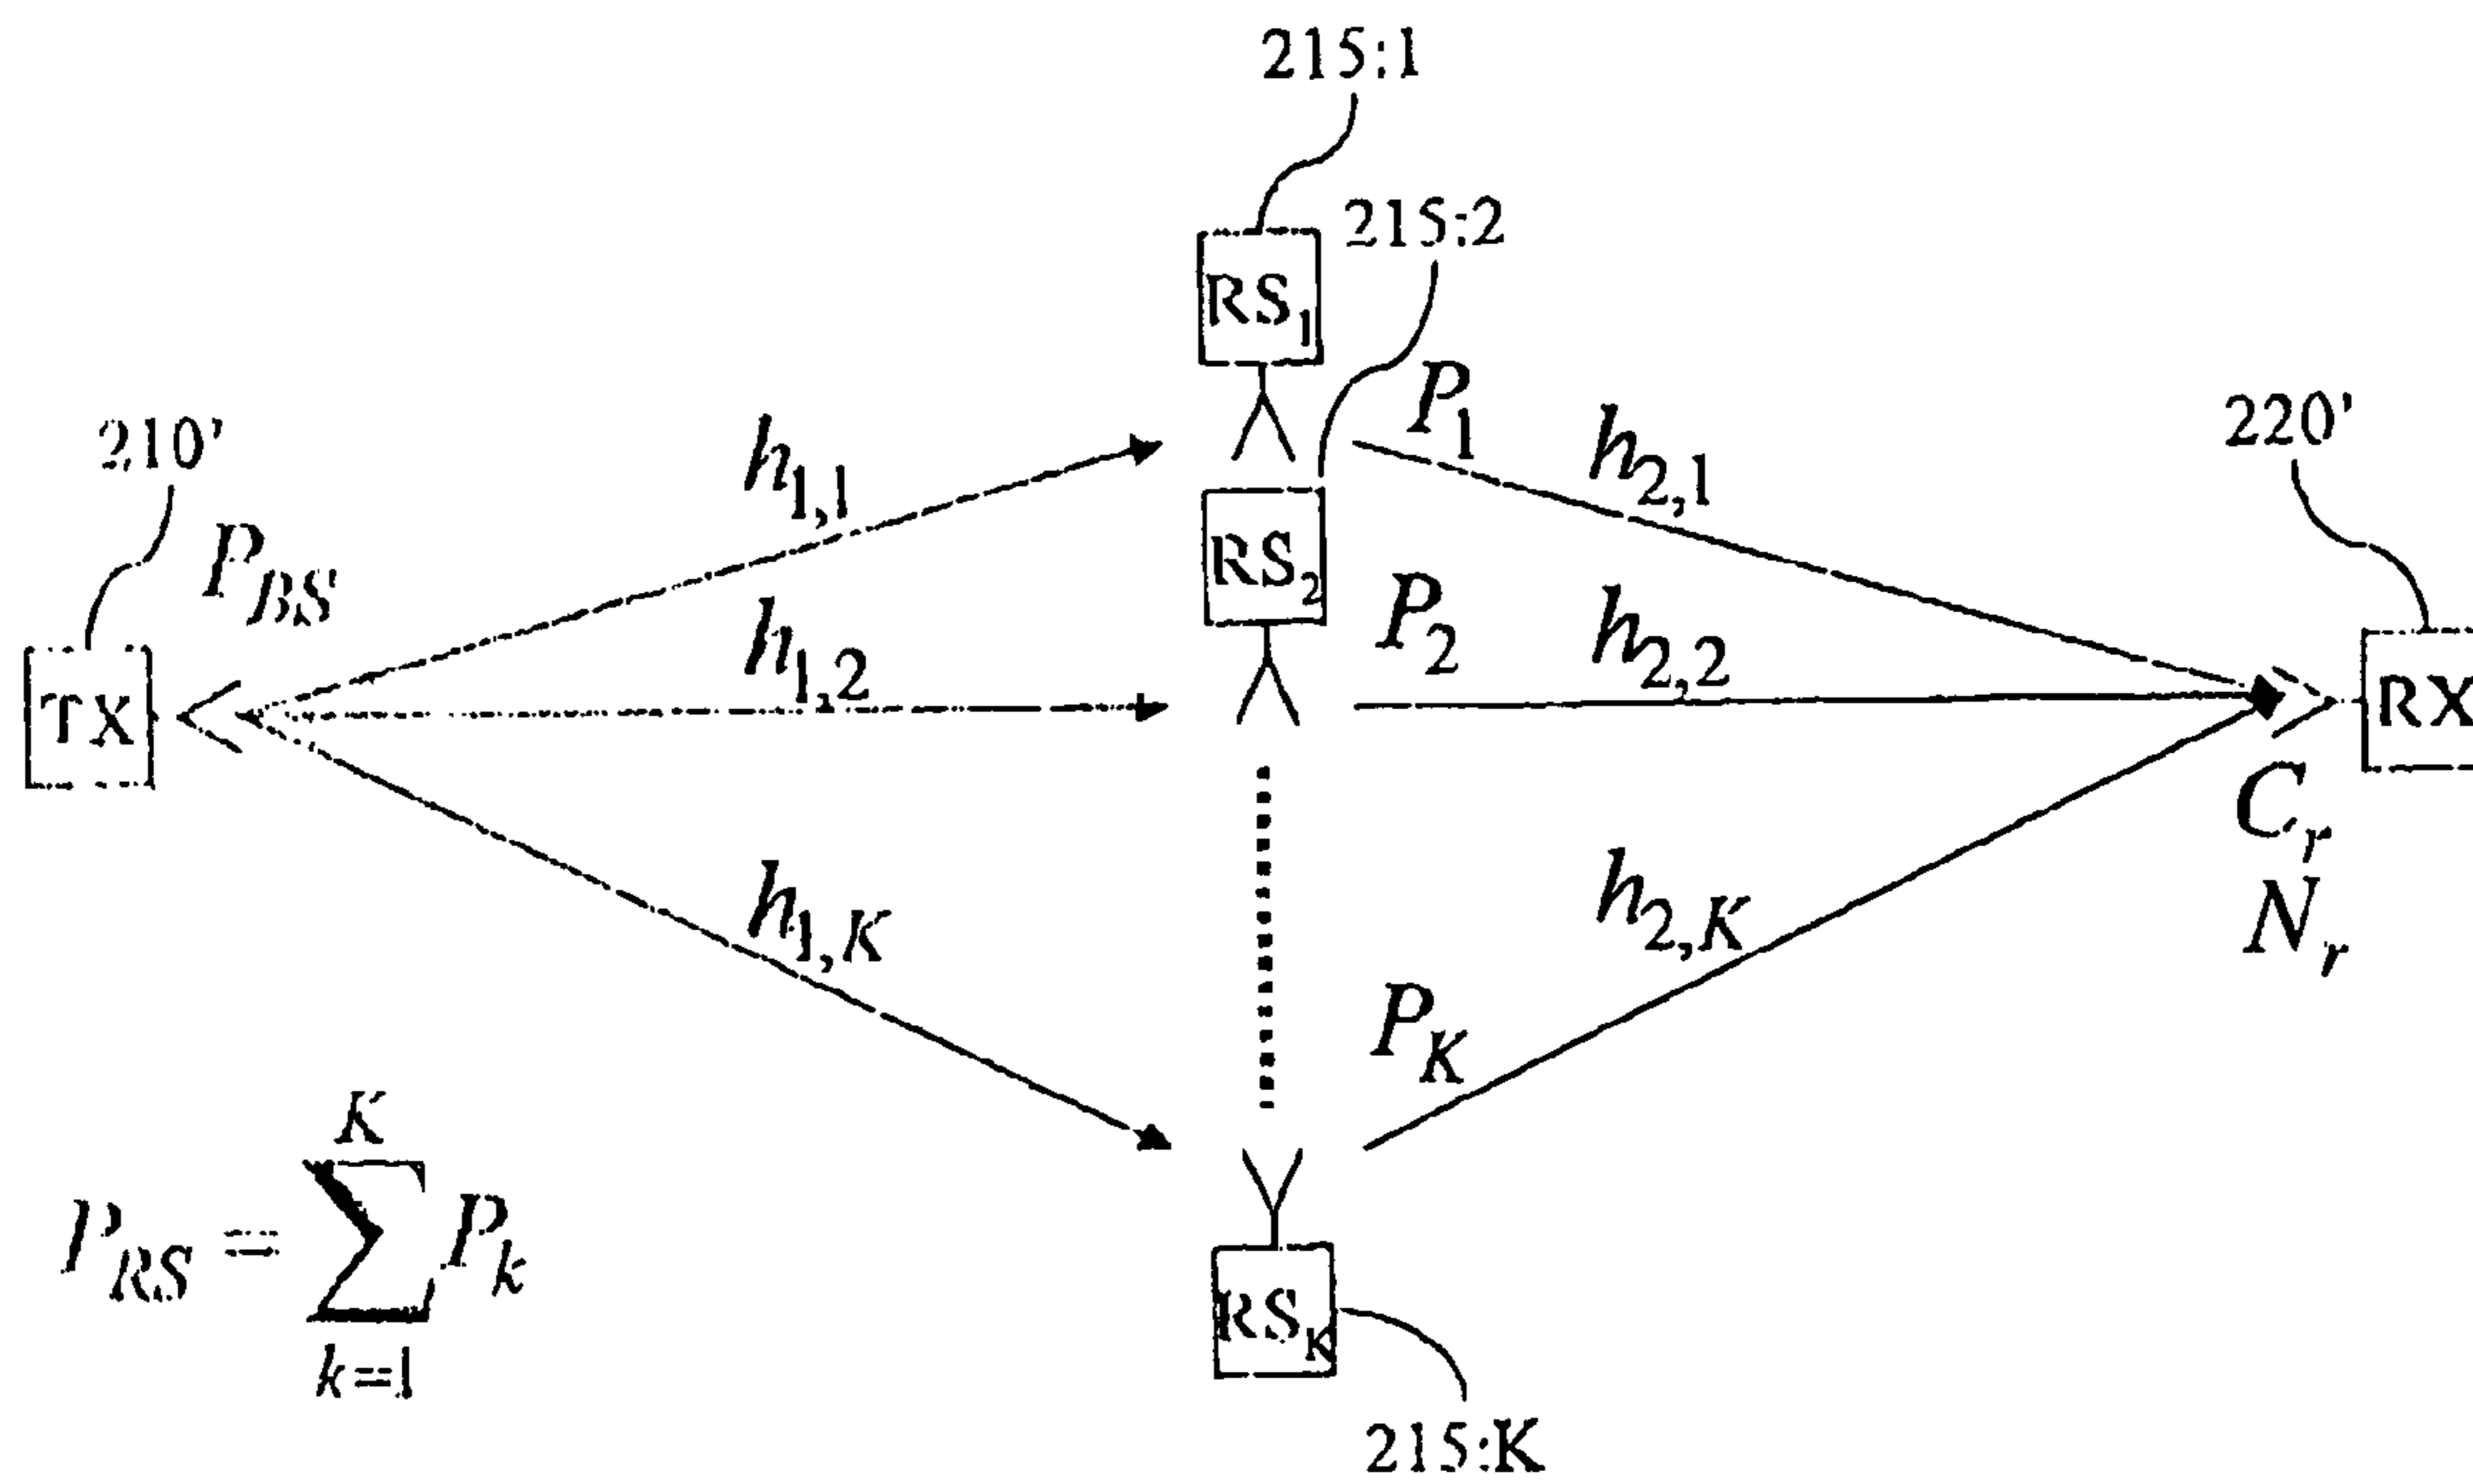 215:1
215:2
RS1
P1
h1,1
h2,1
210'
220'
PBS
RS2
P2
h1,2
h2,2
TX
RX
Cr
Nr
h1,K
h2,K
PK
PRS = K∑k=1 Pk
RSK
215:K